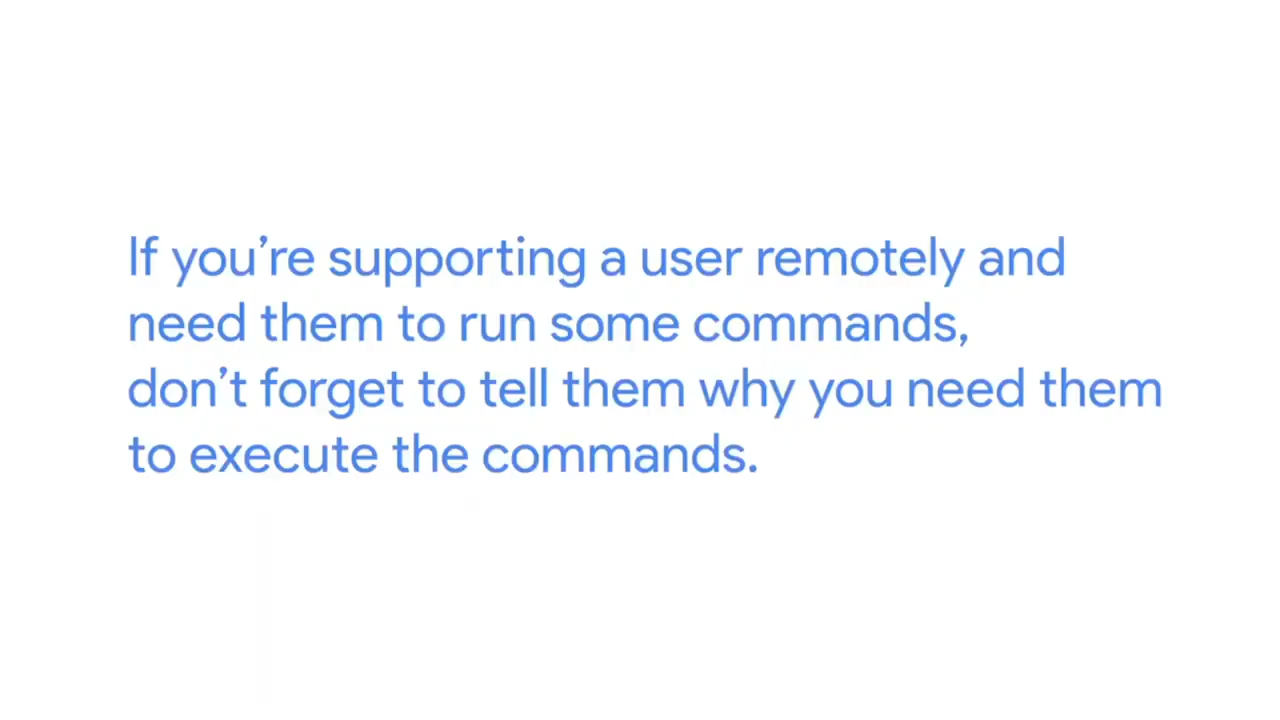 If you’re supporting a user remotely and
need them to run some commands,
don’t forget to tell them why you need them
to execute the commands.